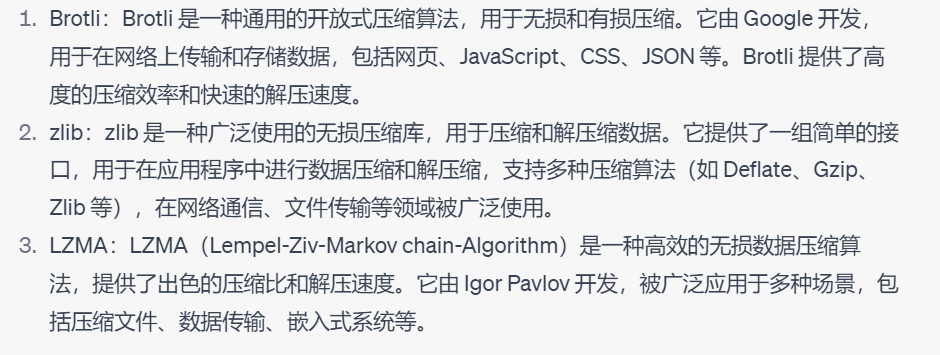 1. Brotli：Brotli 是一种通用的开放式压缩算法，用于无损和有损压缩。它由 Google 开发，
用于在网络上传输和存储数据，包括网页、JavaScript、CSS、JSON 等。Brotli 提供了高
度的压缩效率和快速的解压速度。
2. zlib：zlib 是一种广泛使用的无损压缩库，用于压缩和解压缩数据。它提供了一组简单的接
口，用于在应用程序中进行数据压缩和解压缩，支持多种压缩算法（如 Deflate、Gzip、
Zlib 等），在网络通信、文件传输等领域被广泛使用。
3. LZMA：LZMA（Lempel-Ziv-Markov chain-Algorithm）是一种高效的无损数据压缩算
法，提供了出色的压缩比和解压速度。它由 Igor Pavlov 开发，被广泛应用于多种场景，包
括压缩文件、数据传输、嵌入式系统等。